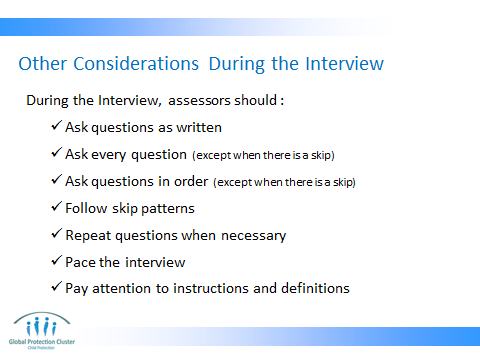 Other Considerations During the Interview
During the Interview, assessors should :
✓ Ask questions as written
✓ Ask every question (except when there is a skip)
✓ Ask questions in order (except when there is a skip)
✓ Follow skip patterns
✓ Repeat questions when necessary
✓ Pace the interview
✓ Pay attention to instructions and definitions
Global Protection Cluster
Child Protection